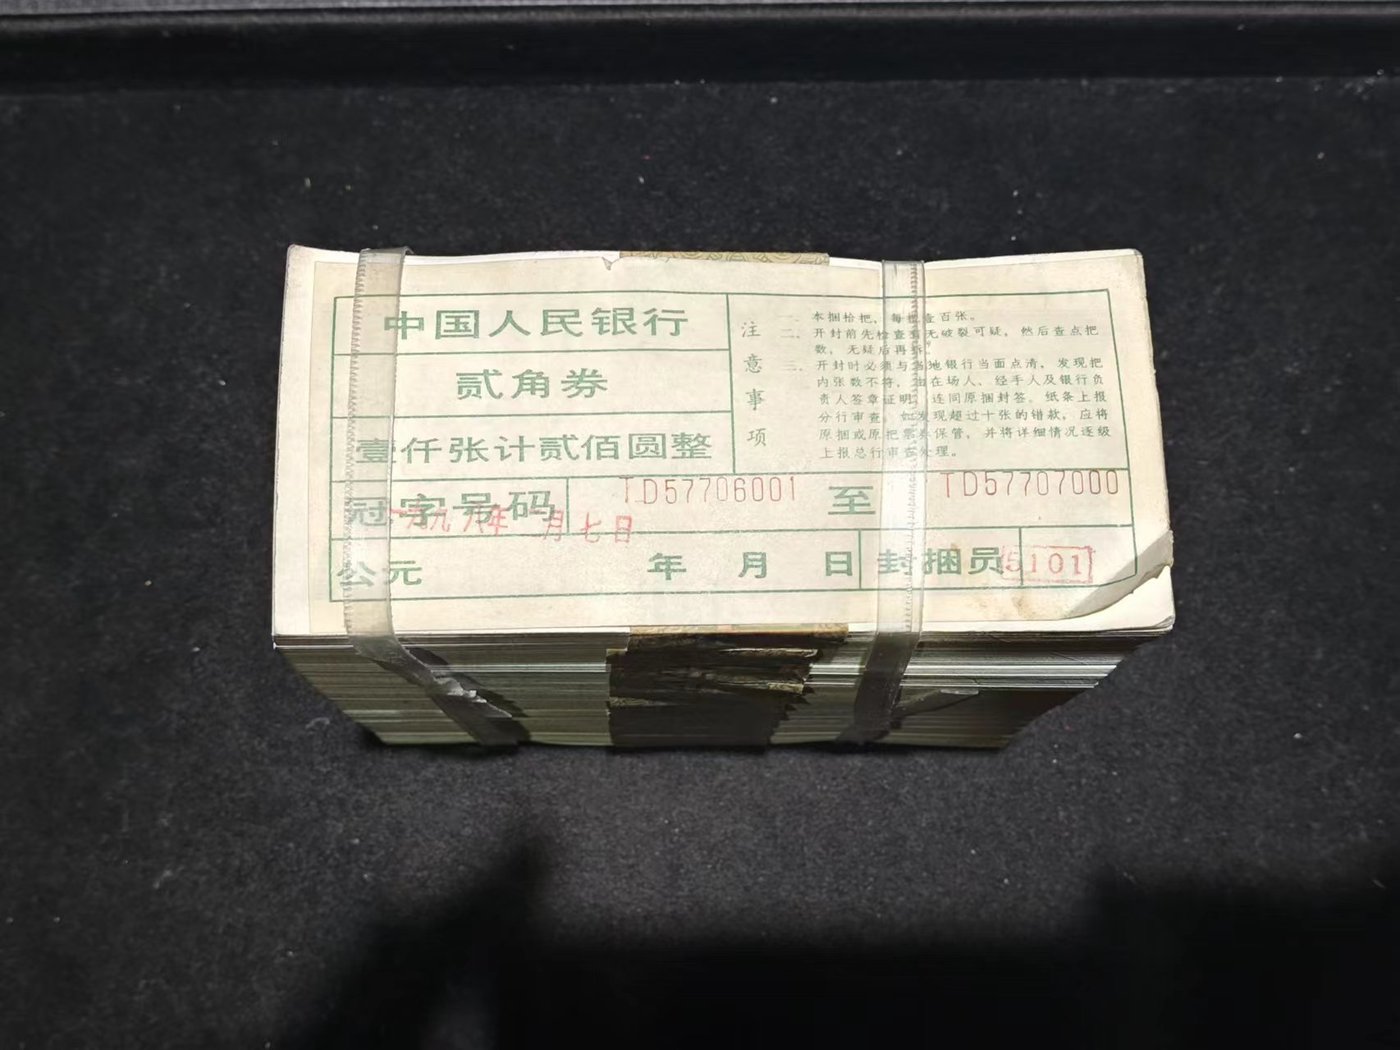 中国人民银行
贰角券
壹仟张计贰佰圆整
冠字号码 TD57706001 至 TD57707000
一九九八年 月七日
公元 年 月 日 封捆员 5101
注意事项
一、本捆拾把，每把壹百张。
二、开封前先检查有无破裂可疑，然后查点把
数，无疑后再拆。
三、开封时必须与当地银行当面点清，发现把
内张数不符，由在场人、经手人及银行负
责人签章证明，连同原捆封签、纸条上报
分行审查，如发现超过十张的错款，应将
原捆或原把票券保管，并将详细情况逐级
上报总行审查处理。